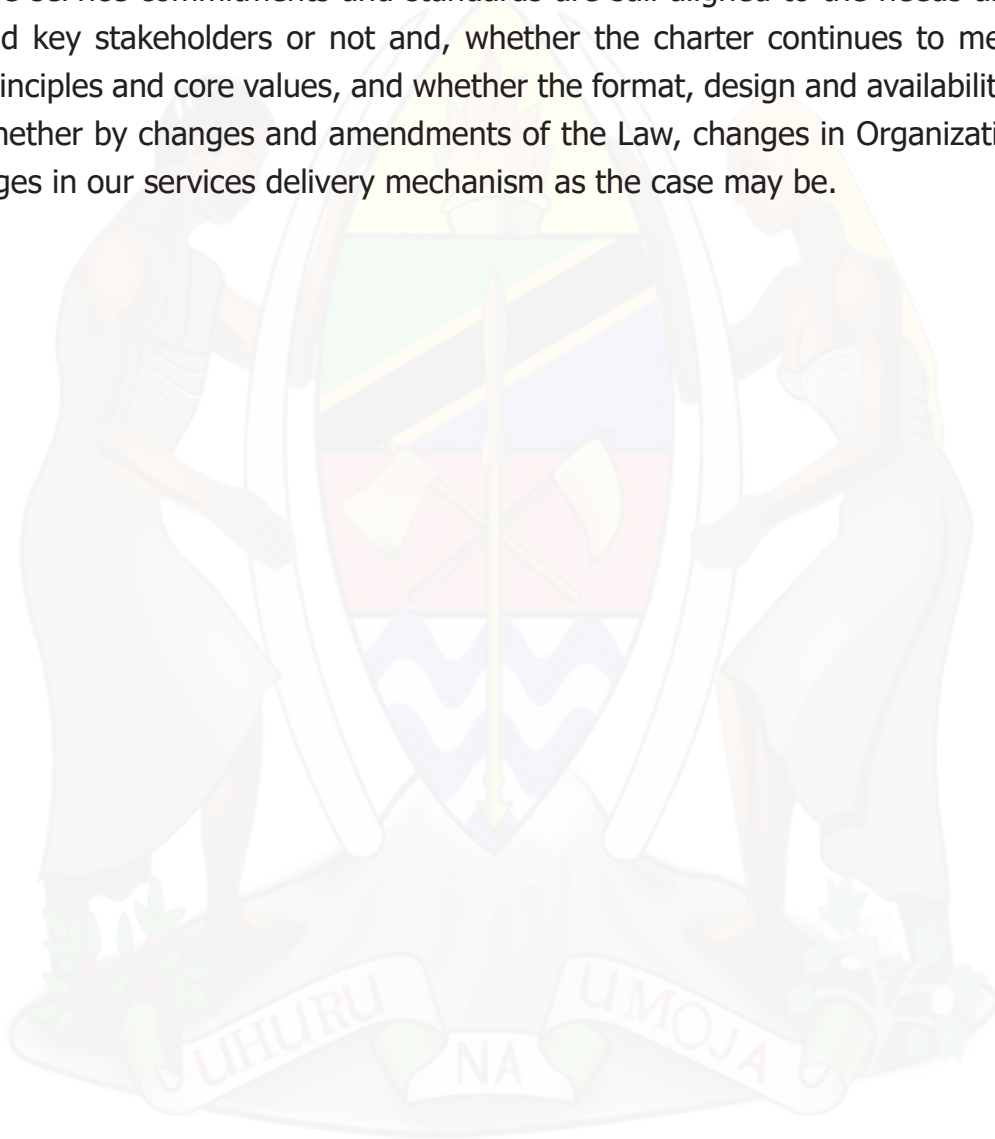 service commitments and standards are still aligned to the needs
d key stakeholders or not and, whether the charter continues to me
inciples and core values, and whether the format, design and availabilit
hether by changes and amendments of the Law, changes in Organizati
ges in our services delivery mechanism as the case may be.
UHURU NA UMOJA